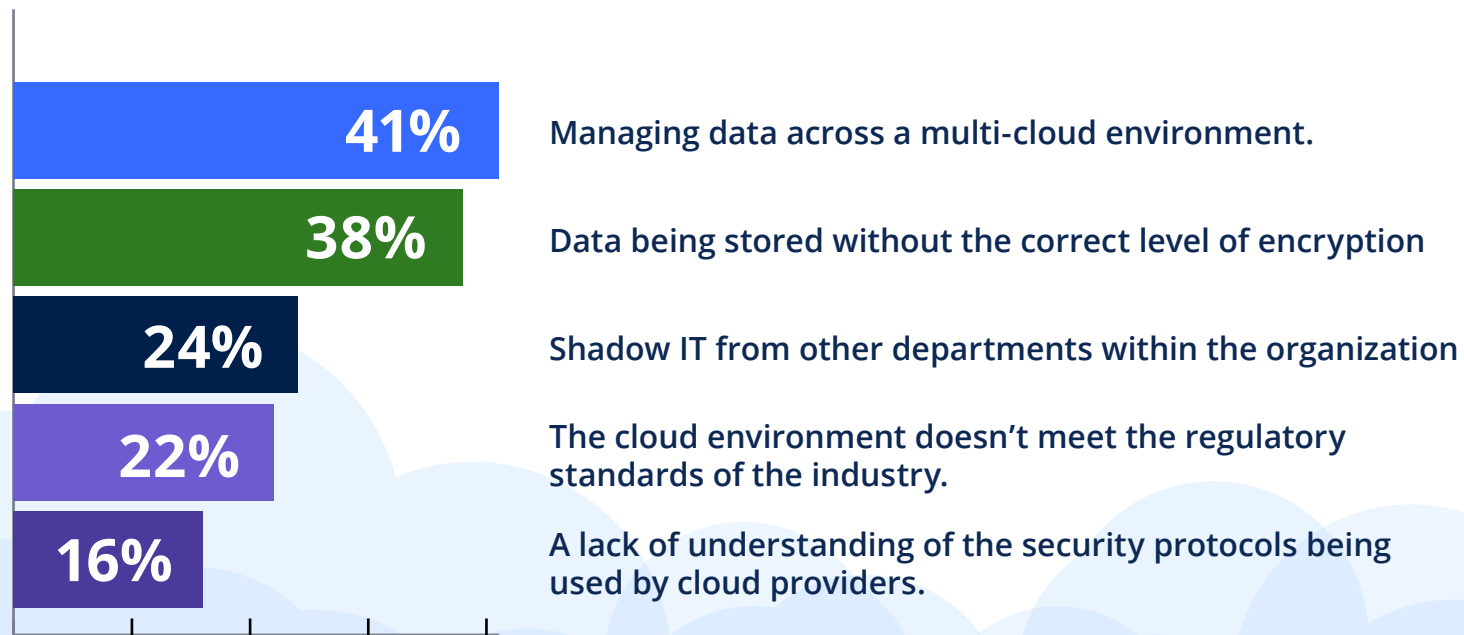 41%
Managing data across a multi-cloud environment.
38%
Data being stored without the correct level of encryption
24%
Shadow IT from other departments within the organization
22%
The cloud environment doesn’t meet the regulatory
standards of the industry.
16%
A lack of understanding of the security protocols being
used by cloud providers.